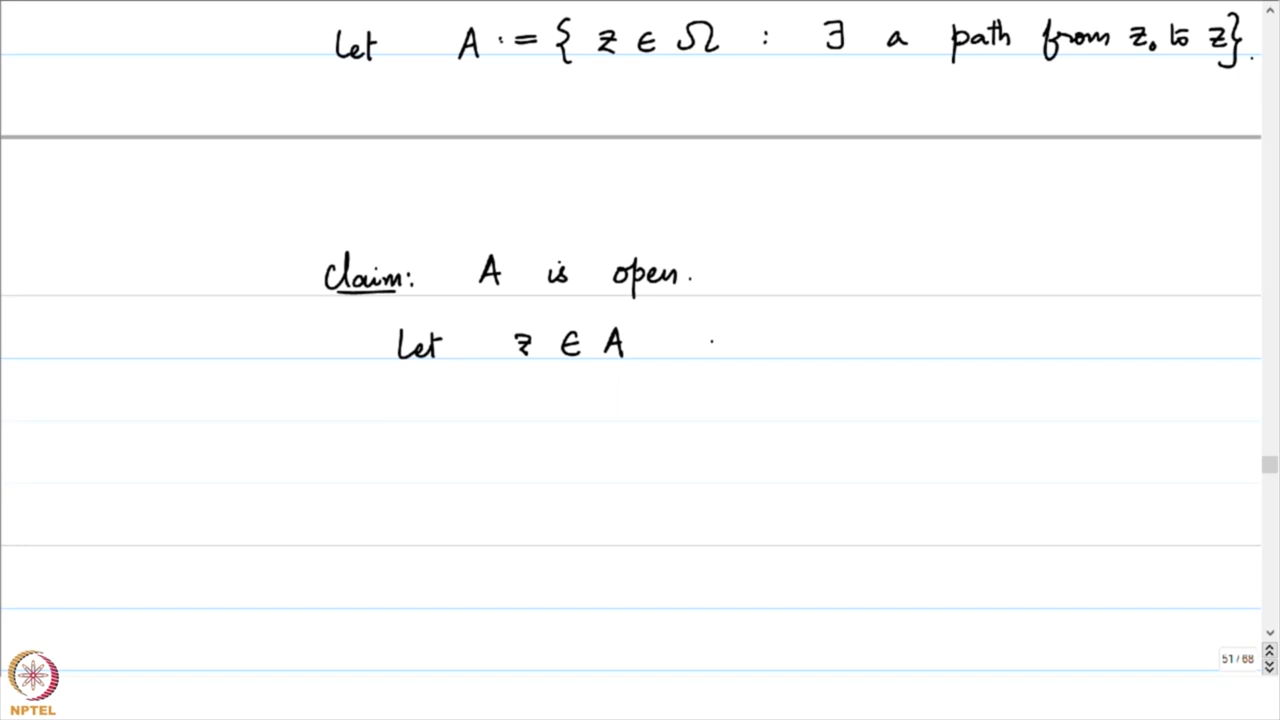 Let A := { z ∈ Ω : ∃ a path from z₀ to z}.
Claim: A is open.
Let z ∈ A
51 / 68
NPTEL